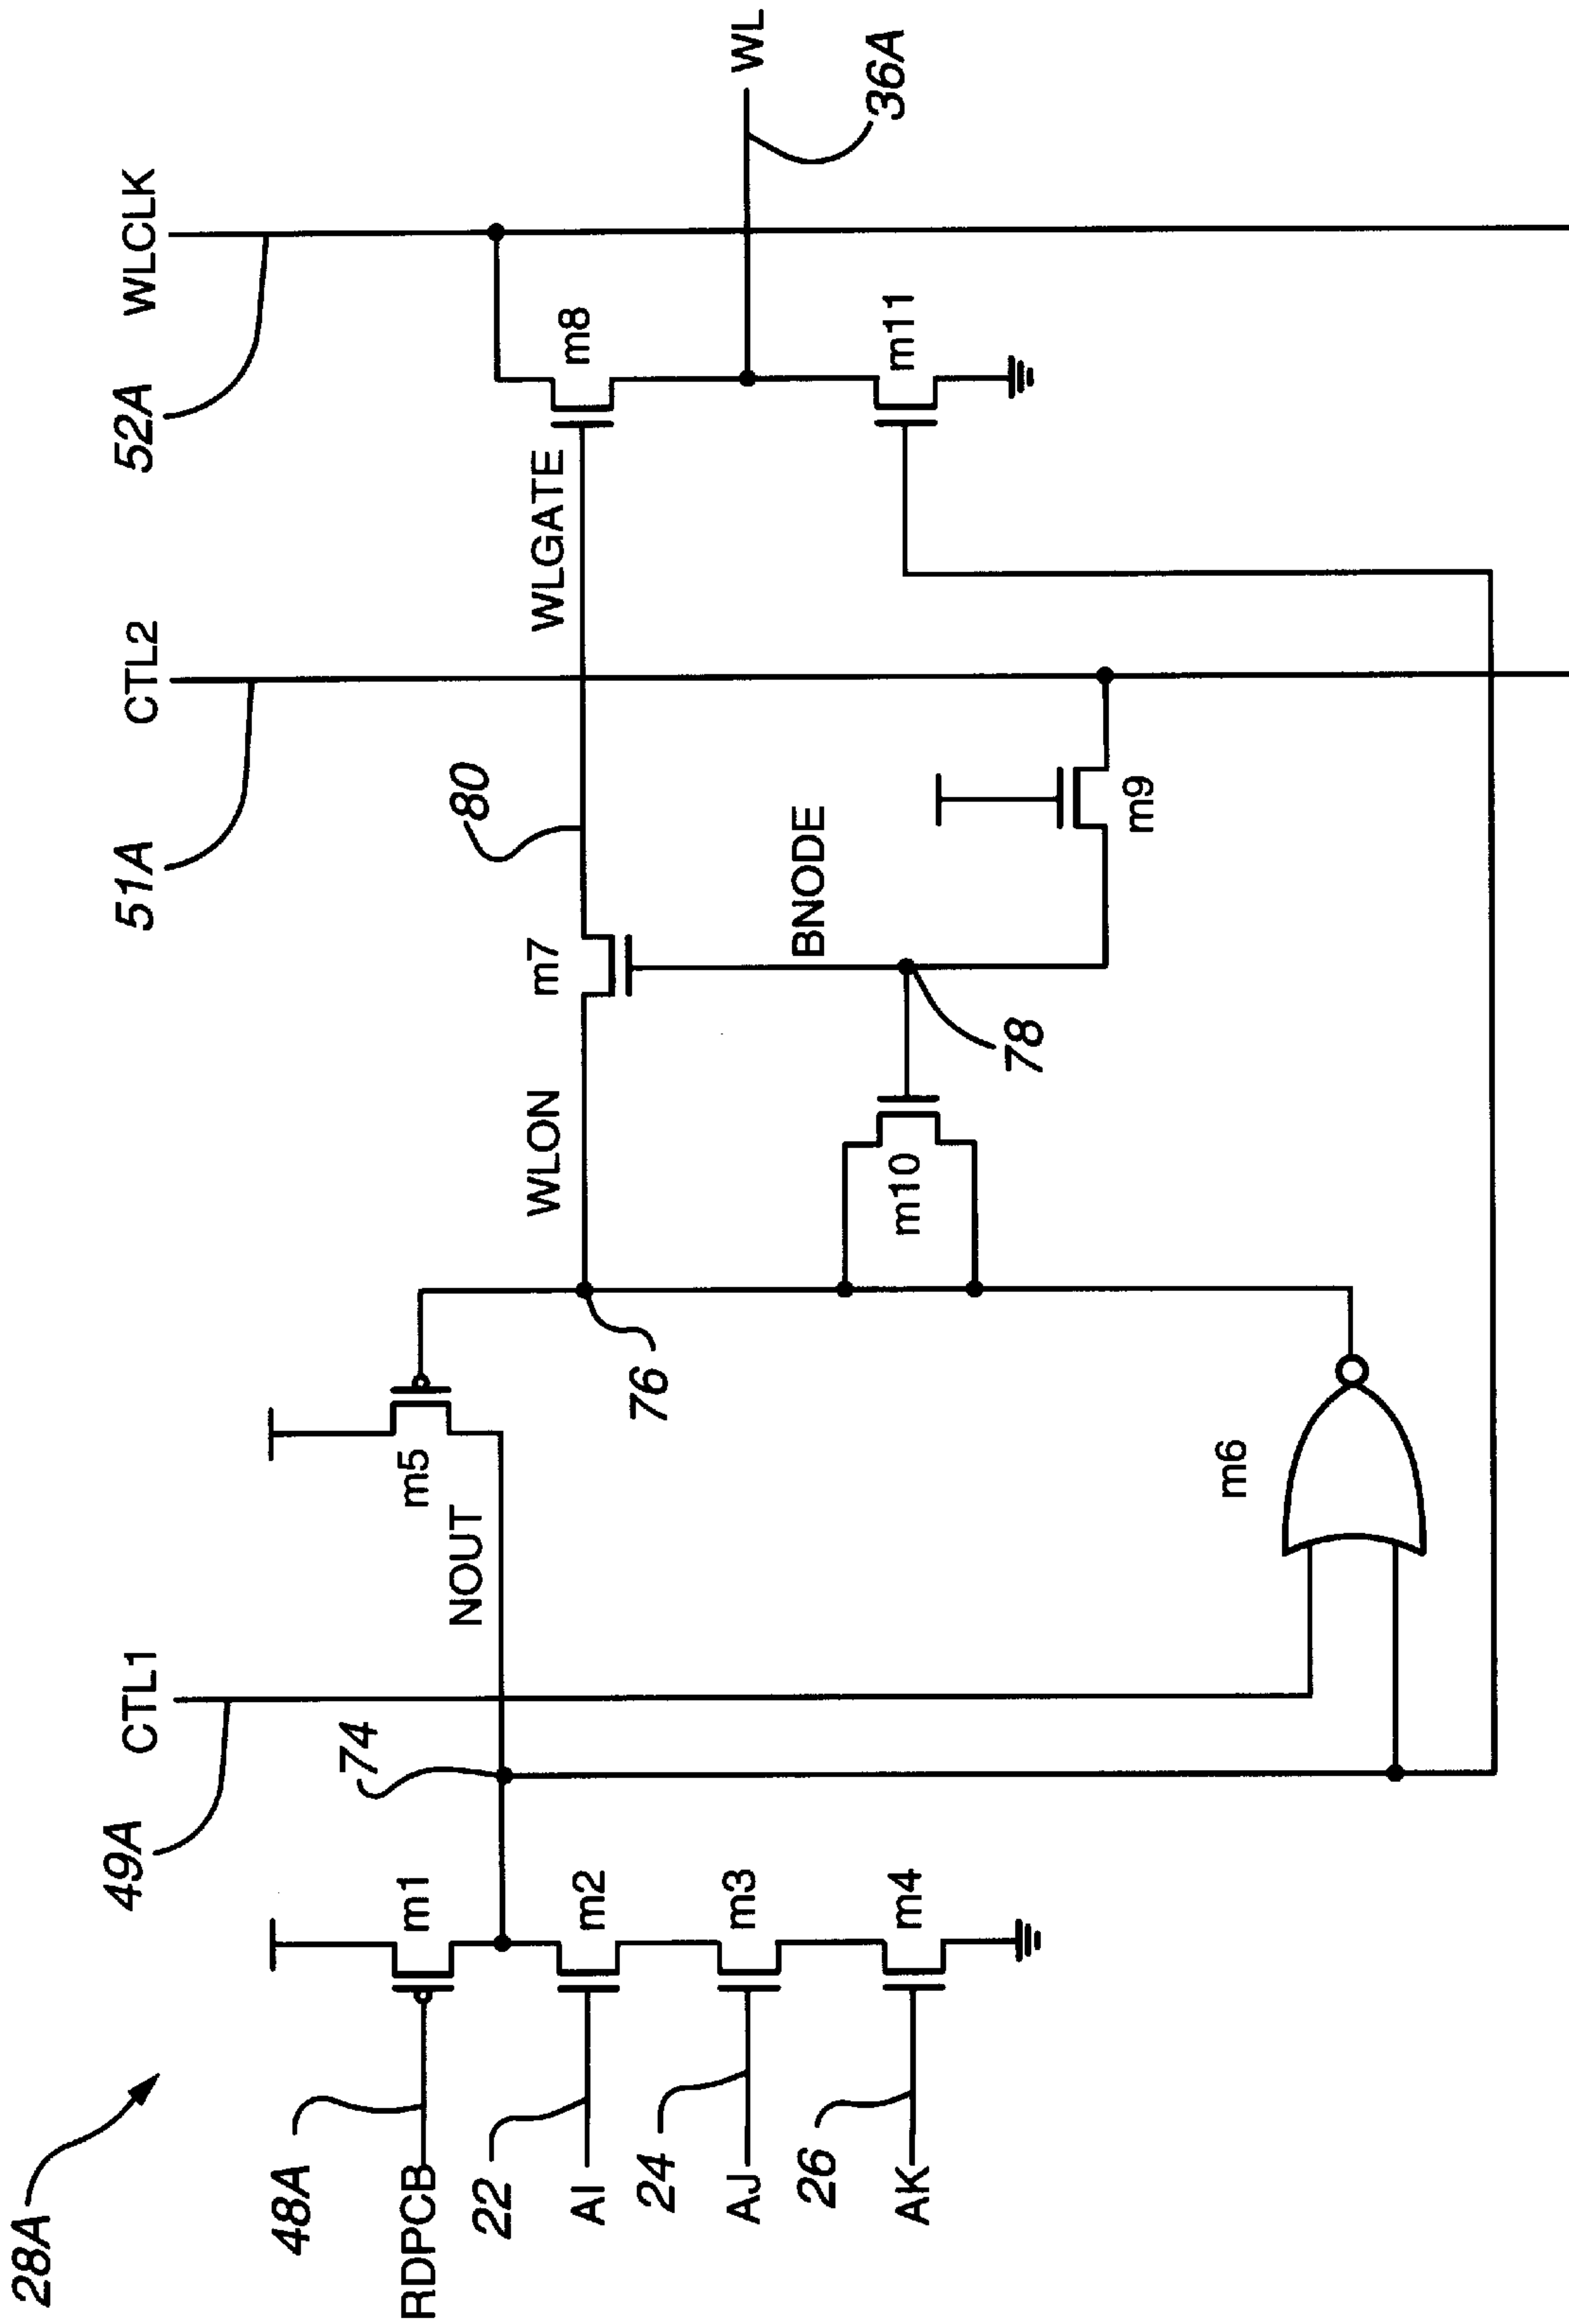 28A
48A
RDPCB
22
AI
24
AJ
26
AK
m1
m2
m3
m4
49A
CTL1
74
NOUT
m5
m6
76
WLON
m10
78
BNODE
m7
80
m9
51A
CTL2
WLGATE
m8
m11
52A
WLCLK
WL
36A